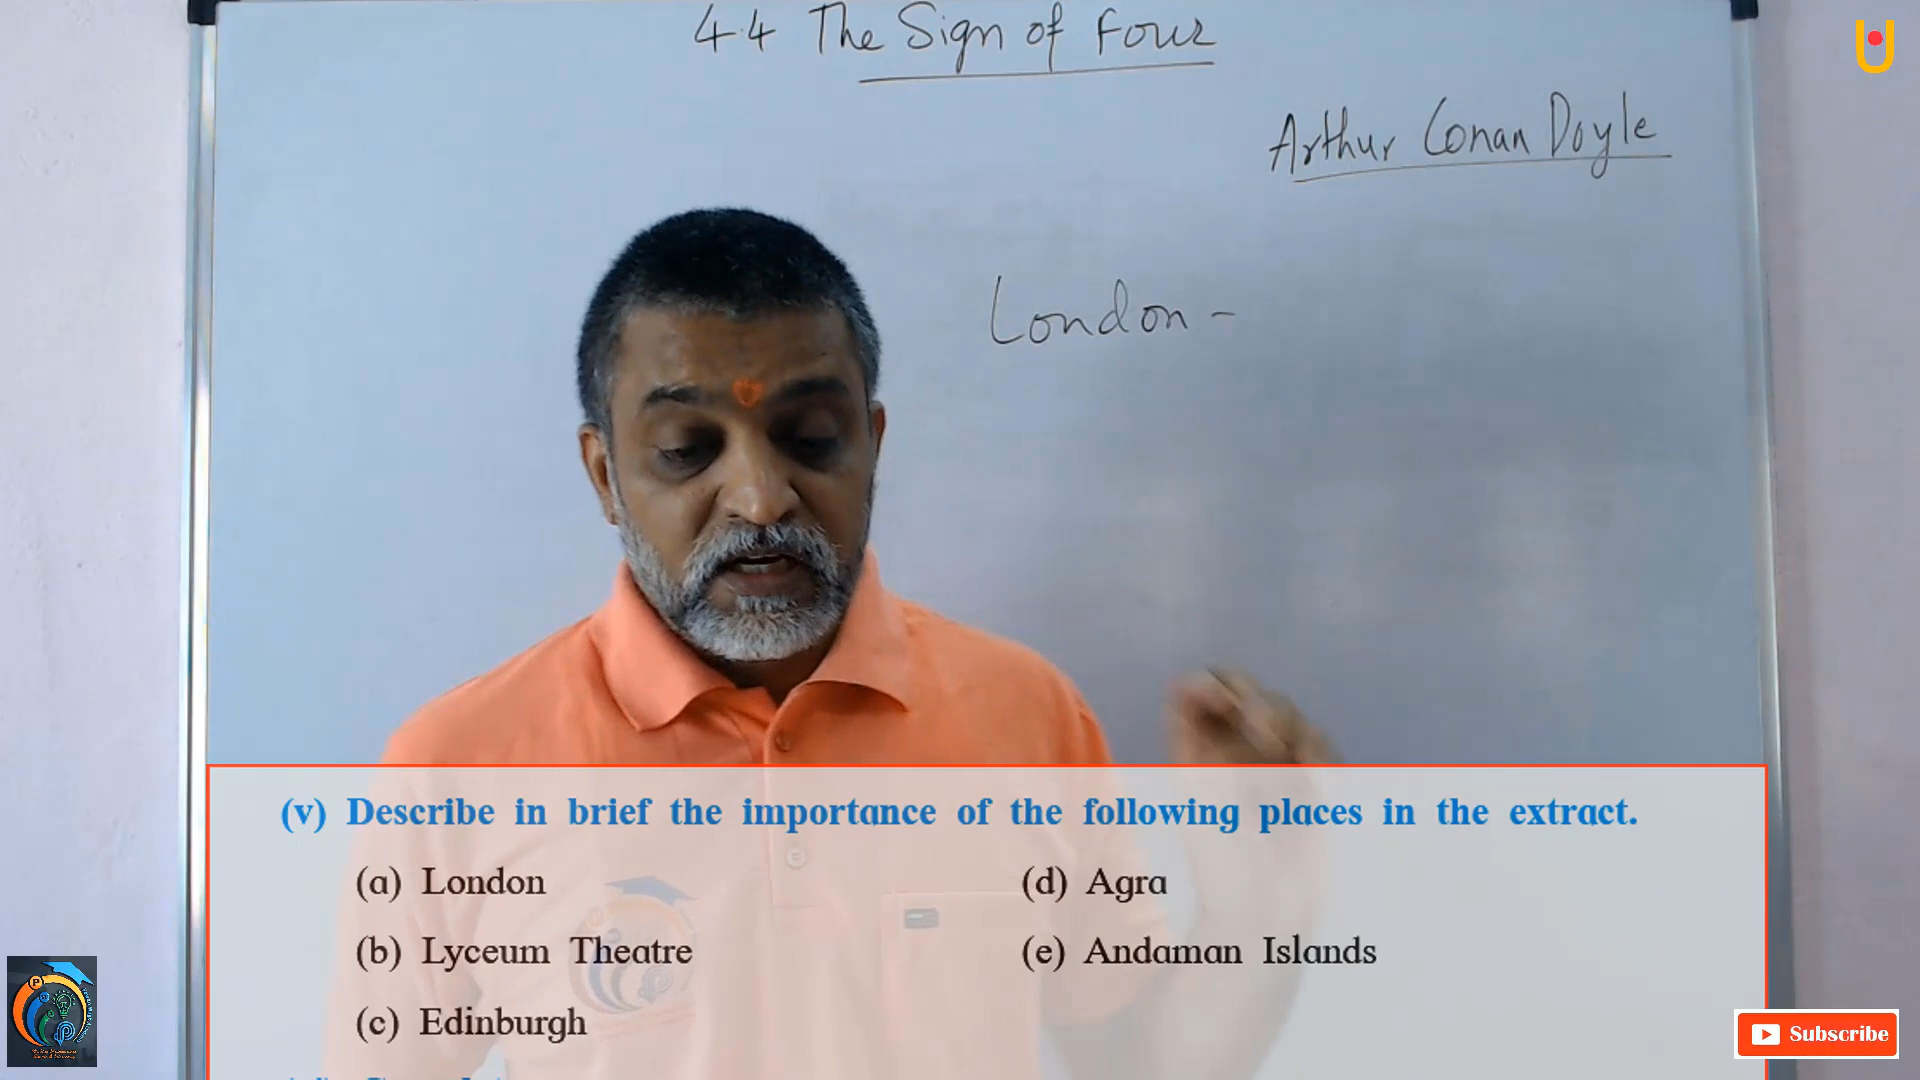 4.4 The Sign of Four
Arthur Conan Doyle
London -
(v) Describe in brief the importance of the following places in the extract.
(a) London
(d) Agra
(b) Lyceum Theatre
(e) Andaman Islands
(c) Edinburgh
Subscribe